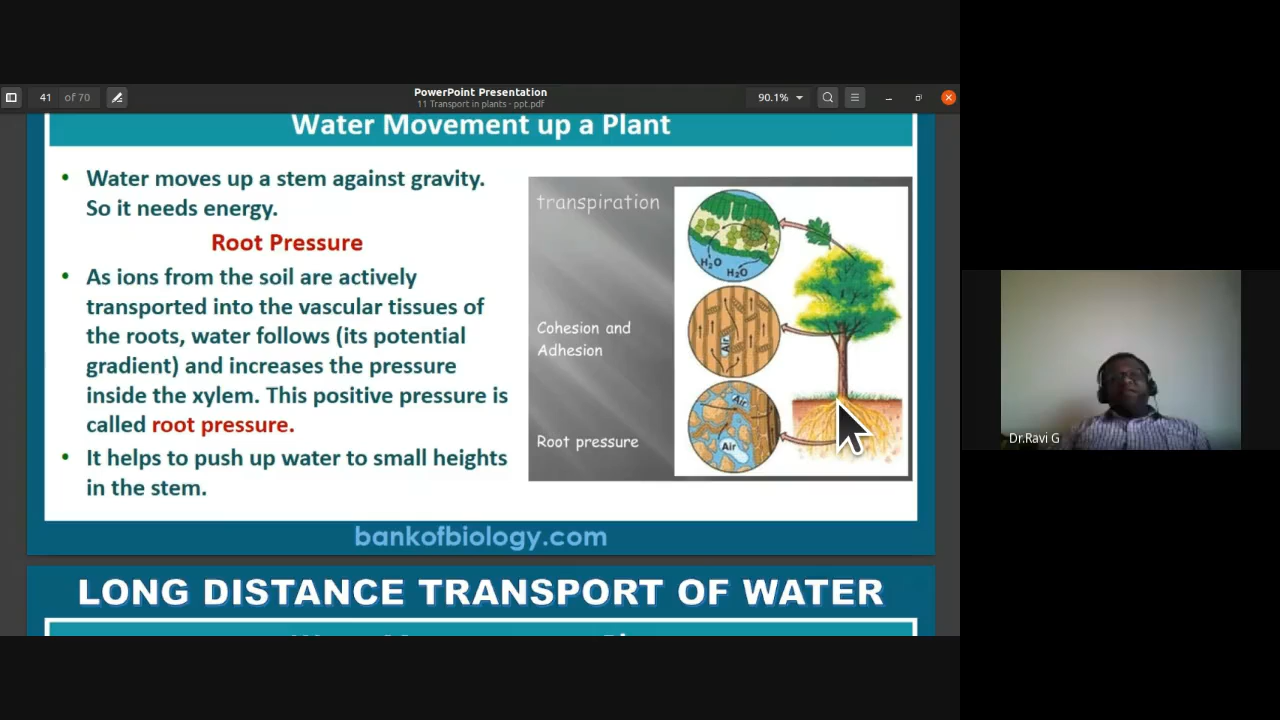 PowerPoint Presentation
11 Transport in plants - ppt.pdf
41 of 70
90.1%
Water Movement up a Plant
• Water moves up a stem against gravity.
So it needs energy.
Root Pressure
• As ions from the soil are actively
transported into the vascular tissues of
the roots, water follows (its potential
gradient) and increases the pressure
inside the xylem. This positive pressure is
called root pressure.
• It helps to push up water to small heights
in the stem.
transpiration
H₂O
H₂O
Cohesion and
Adhesion
Air
Root pressure
Air
Air
bankofbiology.com
LONG DISTANCE TRANSPORT OF WATER
Dr.Ravi G